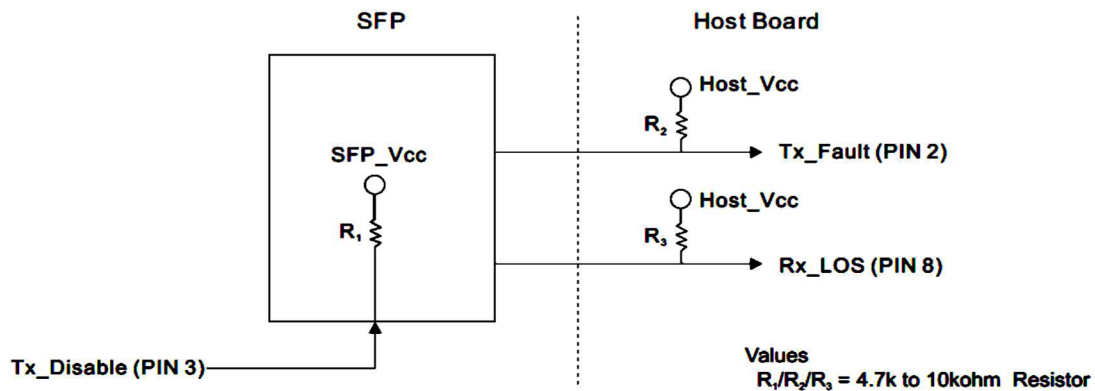 SFP
Host Board
Host_Vcc
R2
Tx_Fault (PIN 2)
SFP_Vcc
R1
Host_Vcc
R3
Rx_LOS (PIN 8)
Tx_Disable (PIN 3)
Values
R1/R2/R3 = 4.7k to 10kohm Resistor